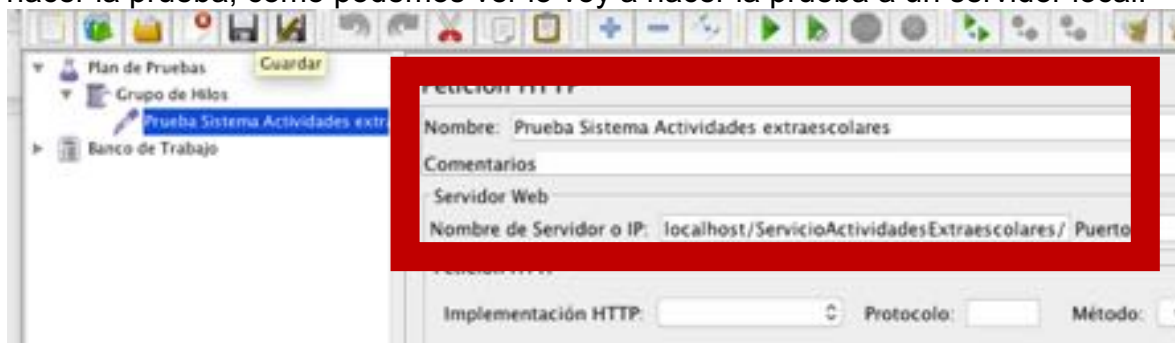 hacer la prueba, como podemos ver lo voy a hacer la prueba a un servidor local.
Guardar
Plan de Pruebas
Grupo de Hilos
Prueba Sistema Actividades extr
Banco de Trabajo
Petición HTTP
Nombre: Prueba Sistema Actividades extraescolares
Comentarios
Servidor Web
Nombre de Servidor o IP: localhost/ServicioActividadesExtraescolares/ Puerto
Petición HTTP
Implementación HTTP: Protocolo: Método: